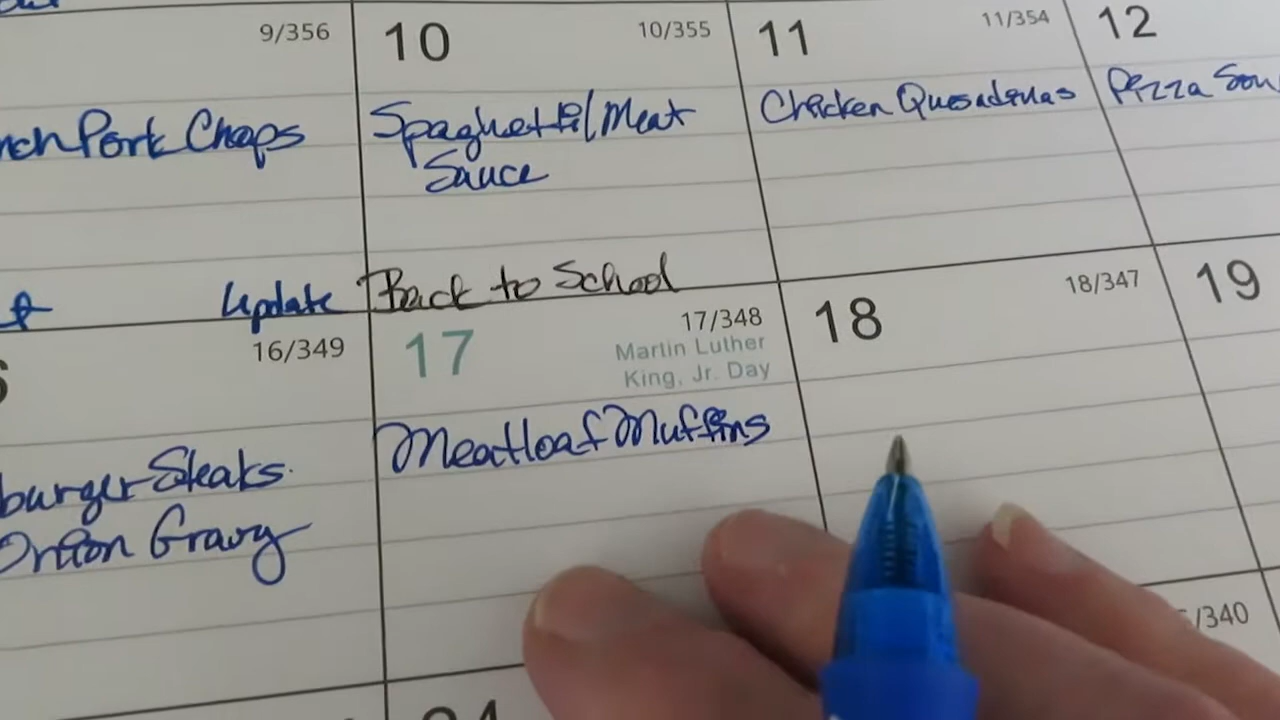 9/356
10
10/355
11
11/354
12
Pork Chops
Spaghetti/Meat
Sauce
Chicken Quesadillas
Pizza
Update
Back to School
16/349
17
17/348
Martin Luther
King, Jr. Day
18
18/347
19
burger Steaks
Onion Gravy
Meatloaf Muffins
/340
24